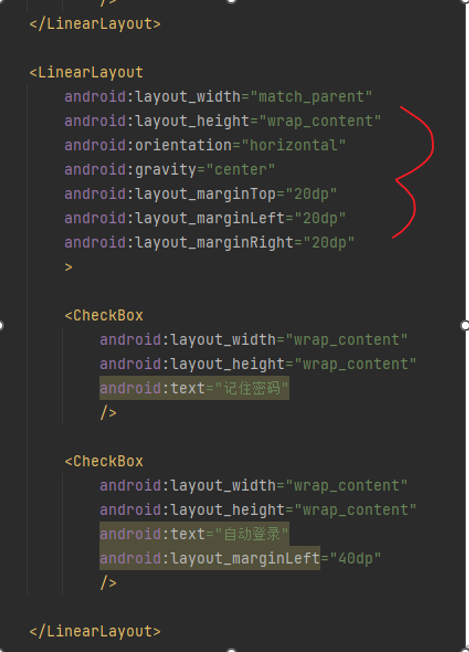 />
</LinearLayout>
<LinearLayout
android:layout_width="match_parent"
android:layout_height="wrap_content"
android:orientation="horizontal"
android:gravity="center"
android:layout_marginTop="20dp"
android:layout_marginLeft="20dp"
android:layout_marginRight="20dp"
>
<CheckBox
android:layout_width="wrap_content"
android:layout_height="wrap_content"
android:text="记住密码"
/>
<CheckBox
android:layout_width="wrap_content"
android:layout_height="wrap_content"
android:text="自动登录"
android:layout_marginLeft="40dp"
/>
</LinearLayout>